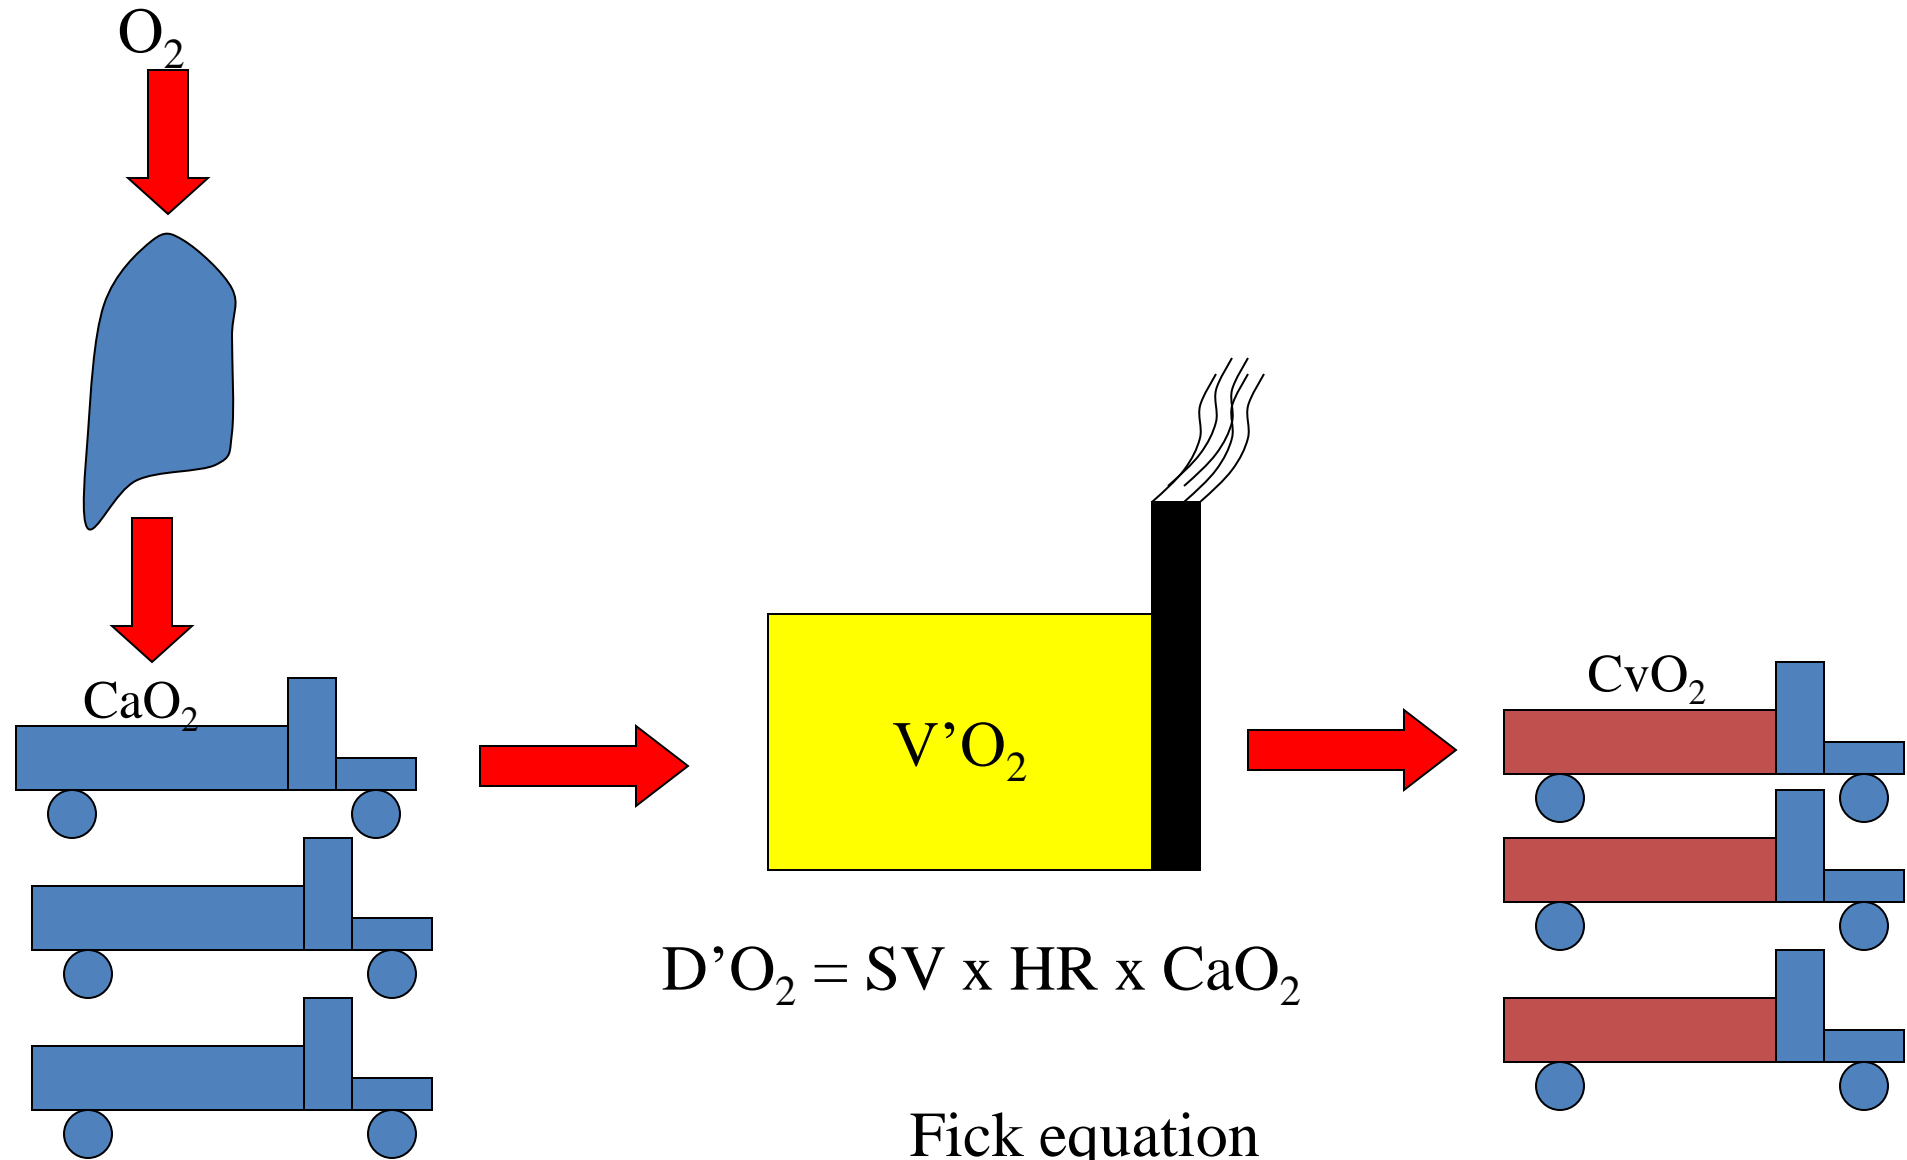 O₂
CaO₂
V’O₂
CvO₂
D’O₂ = SV x HR x CaO₂
Fick equation